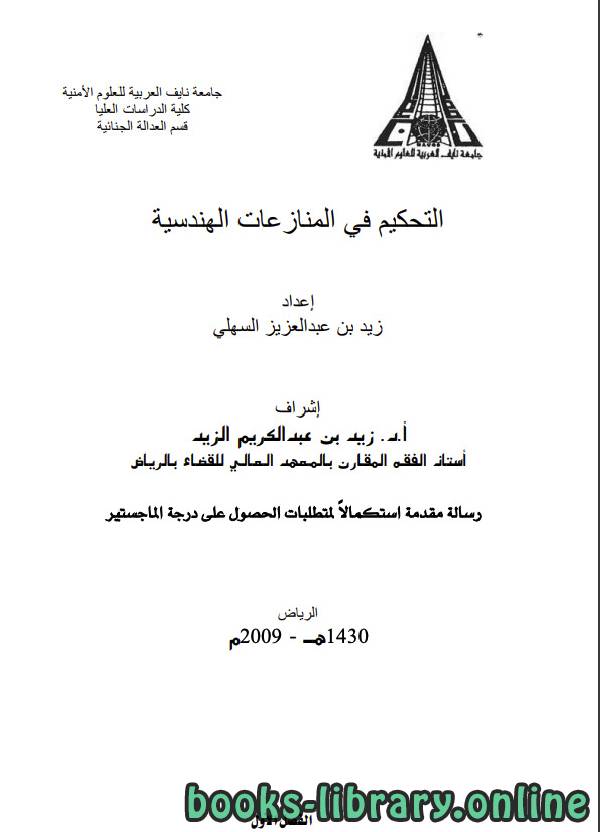 جامعة نايف العربية للعلوم الأمنية
كلية الدراسات العليا
قسم العدالة الجنائية
جامعة نايف العربية للعلوم الأمنية
التحكيم في المنازعات الهندسية
إعداد
زيد بن عبدالعزيز السهلي
إشراف
أ.د. زيد بن عبدالكريم الزيد
أستاذ الفقه المقارن بالمعهد العالي للقضاء بالرياض
رسالة مقدمة استكمالاً لمتطلبات الحصول على درجة الماجستير
الرياض
1430هـ - 2009م
books-library.online
الفصل الأول